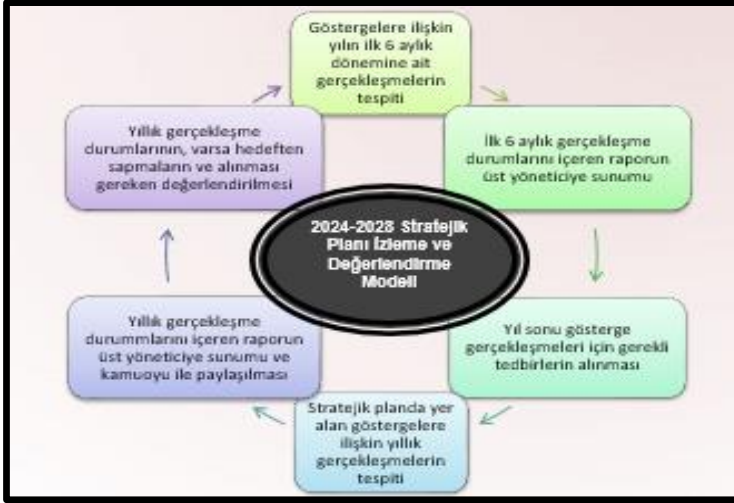 Göstergelere ilişkin
yılın ilk 6 aylık
dönemine ait
gerçekleşmelerin
tespiti
İlk 6 aylık gerçekleşme
durumlarını içeren raporun
üst yöneticiye sunumu
Yıl sonu gösterge
gerçekleşmeleri için gerekli
tedbirlerin alınması
Stratejik planda yer
alan göstergelere
ilişkin yıllık
gerçekleşmelerin
tespiti
Yıllık gerçekleşme
durummlarını içeren raporun
üst yöneticiye sunumu ve
kamuoyu ile paylaşılması
Yıllık gerçekleşme
durumlarının, varsa hedeften
sapmaların ve alınması
gereken değerlendirilmesi
2024-2028 Stratejik
Planı İzleme ve
Değerlendirme
Modeli